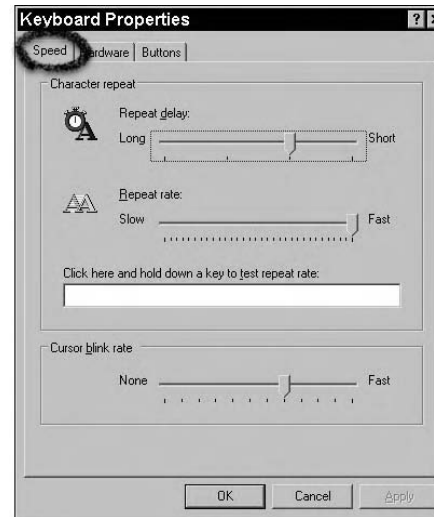 Keyboard Properties
Speed Hardware Buttons
Character repeat
Repeat delay:
Long Short
Repeat rate:
Slow Fast
Click here and hold down a key to test repeat rate:
Cursor blink rate
None Fast
OK Cancel Apply